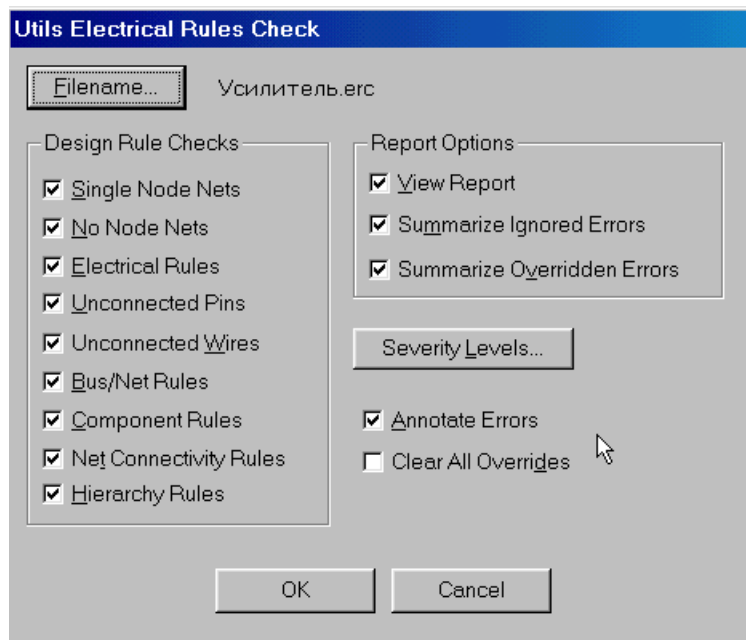 Utils Electrical Rules Check
Filename... Усилитель.erc
Design Rule Checks
Single Node Nets
No Node Nets
Electrical Rules
Unconnected Pins
Unconnected Wires
Bus/Net Rules
Component Rules
Net Connectivity Rules
Hierarchy Rules
Report Options
View Report
Summarize Ignored Errors
Summarize Overridden Errors
Severity Levels...
Annotate Errors
Clear All Overrides
OK Cancel